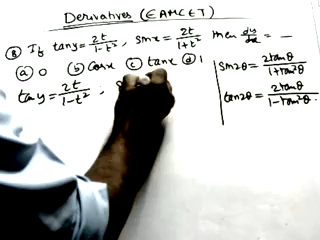 Derivatives (EAMCET)
(B) If tany = 2t/1-t², sinx = 2t/1+t² then dy/dx = —
(a) 0 (b) Cosx (c) tanx (d) 1
tany = 2t/1-t² ,
sin2θ = 2tanθ/1+tan²θ
tan2θ = 2tanθ/1-tan²θ.